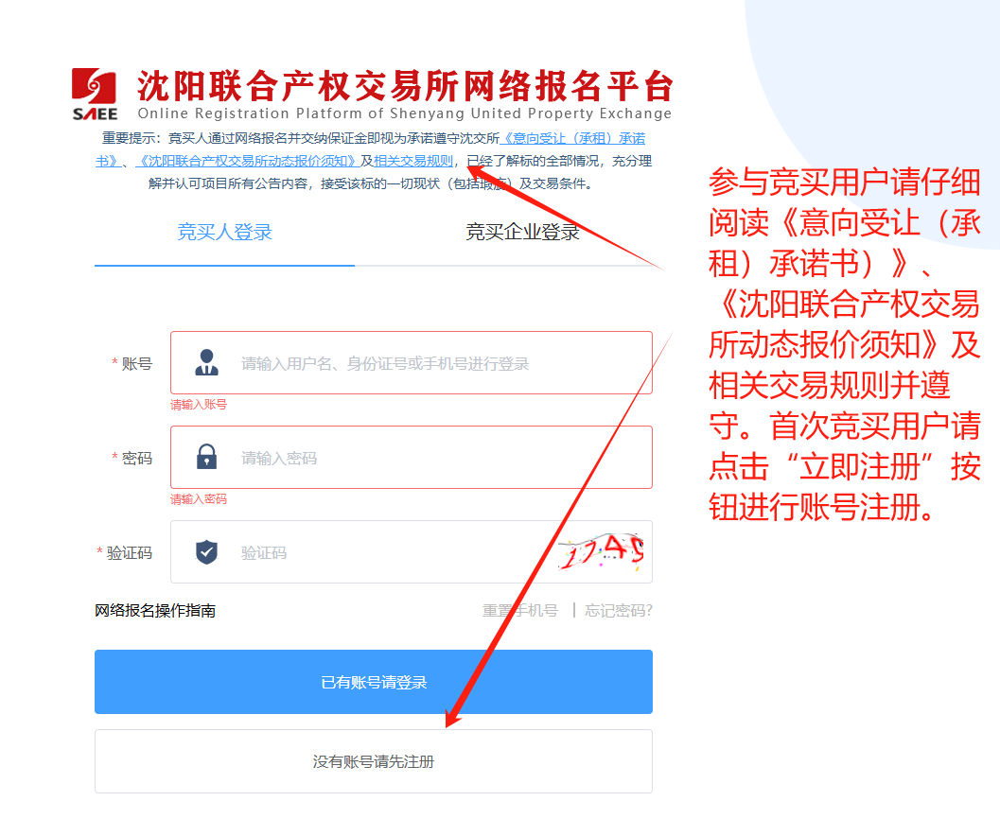 SAEE
沈阳联合产权交易所网络报名平台
Online Registration Platform of Shenyang United Property Exchange
重要提示：竞买人通过网络报名并交纳保证金即视为承诺遵守沈交所《意向受让（承租）承诺
书》、《沈阳联合产权交易所动态报价须知》及相关交易规则，已经了解标的全部情况，充分理
解并认可项目所有公告内容，接受该标的一切现状（包括瑕疵）及交易条件。
竞买人登录
竞买企业登录
* 账号
请输入用户名、身份证号或手机号进行登录
请输入账号
* 密码
请输入密码
请输入密码
* 验证码
验证码
网络报名操作指南
重置手机号 | 忘记密码?
已有账号请登录
没有账号请先注册
参与竞买用户请仔细
阅读《意向受让（承
租）承诺书）》、
《沈阳联合产权交易
所动态报价须知》及
相关交易规则并遵
守。首次竞买用户请
点击“立即注册”按
钮进行账号注册。